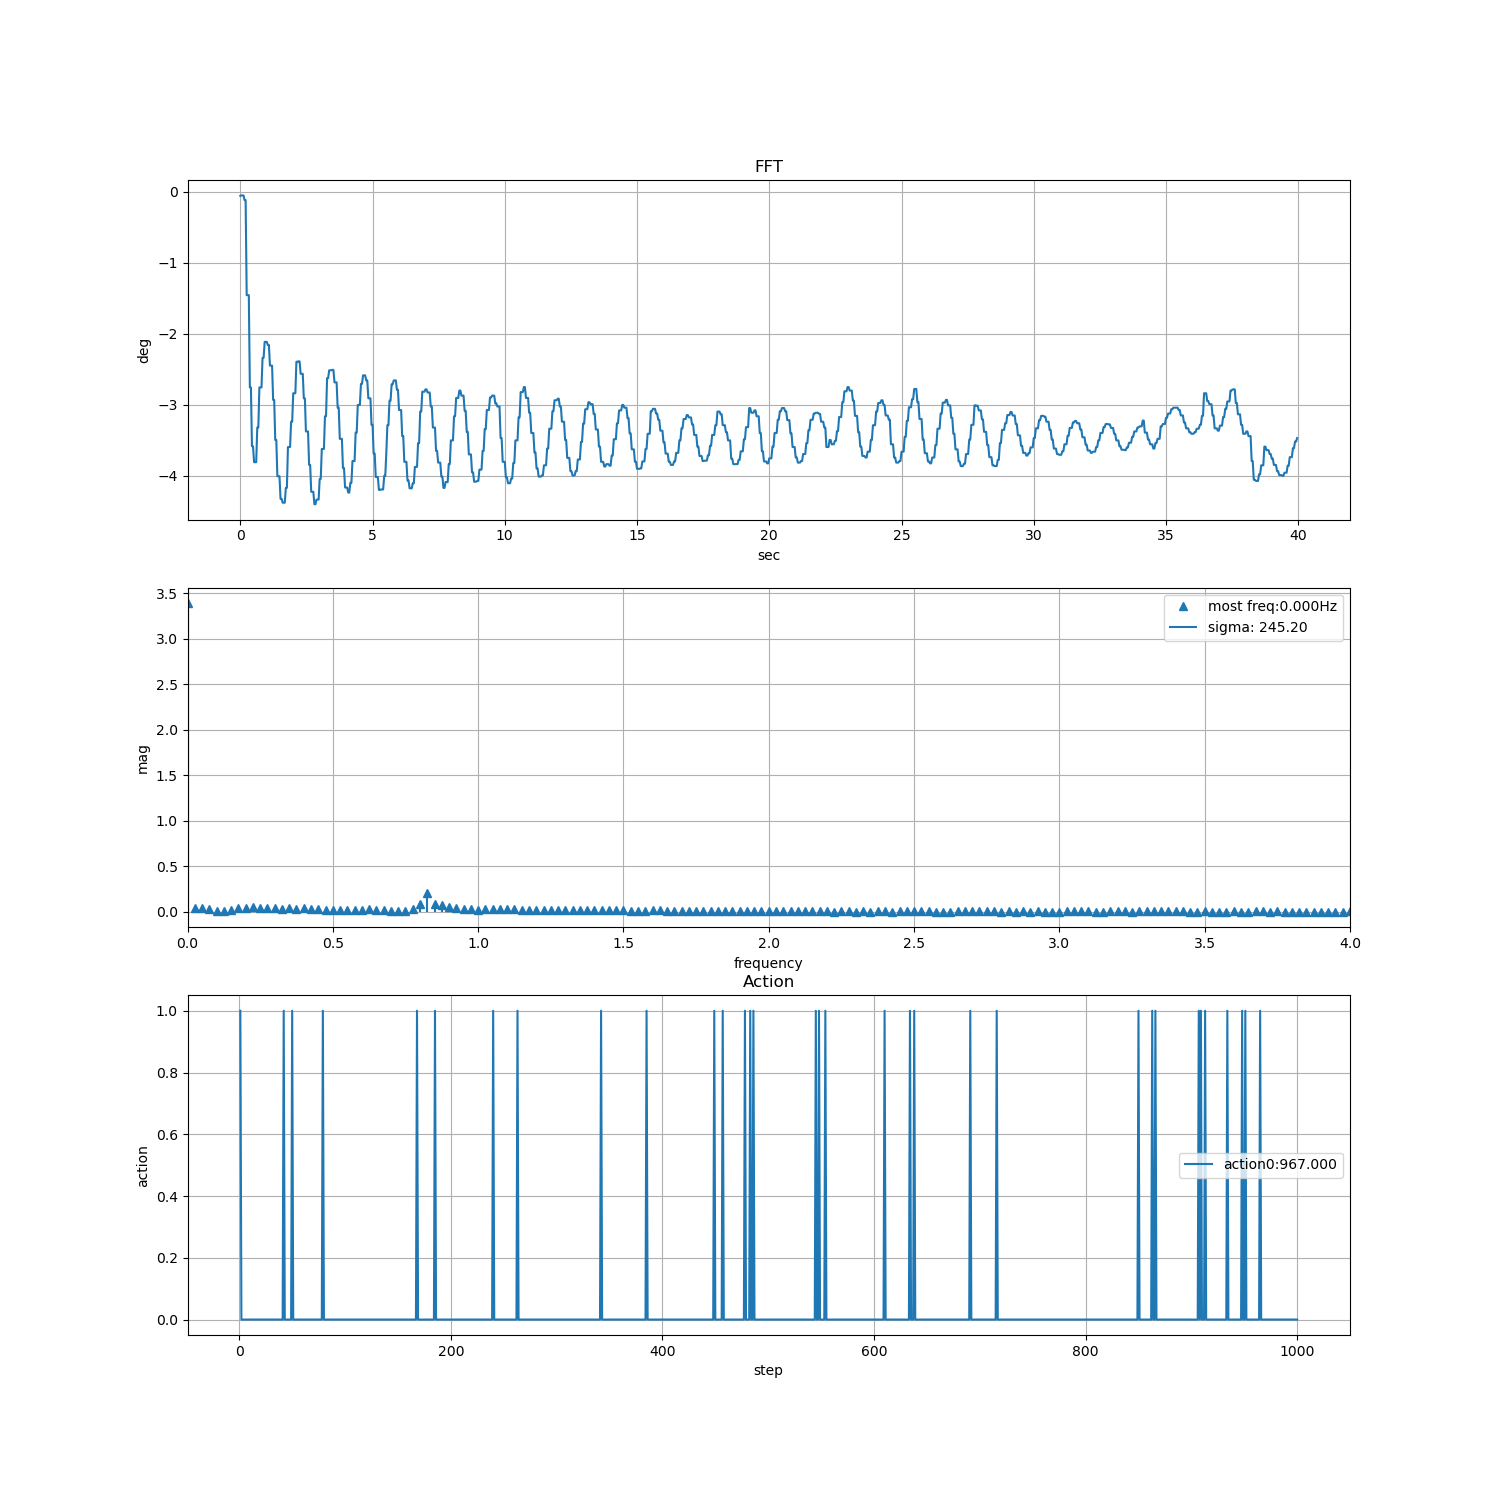 FFT
0
−1
−2
−3
−4
deg
0 5 10 15 20 25 30 35 40
sec
3.5
3.0
2.5
2.0
1.5
1.0
0.5
0.0
mag
most freq:0.000Hz
sigma: 245.20
0.0 0.5 1.0 1.5 2.0 2.5 3.0 3.5 4.0
frequency
Action
1.0
0.8
0.6
0.4
0.2
0.0
action
action0:967.000
0 200 400 600 800 1000
step